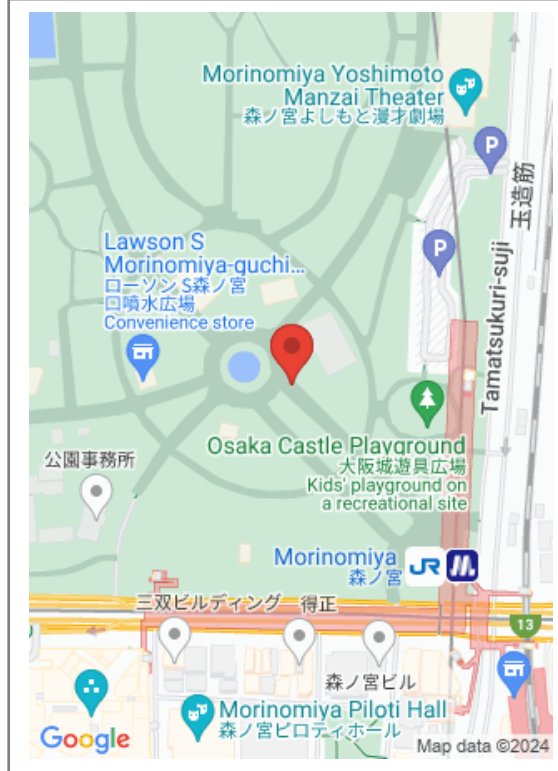 Morinomiya Yoshimoto
Manzai Theater
森ノ宮よしもと漫才劇場
P
玉造筋
Tamatsukuri-suji
P
Lawson S
Morinomiya-guchi...
ローソン S森ノ宮
口噴水広場
Convenience store
Osaka Castle Playground
大阪城遊具広場
Kids' playground on
a recreational site
公園事務所
Morinomiya
森ノ宮
JR
三双ビルディング
得正
13
森ノ宮ビル
Morinomiya Piloti Hall
森ノ宮ピロティホール
Google
Map data ©2024